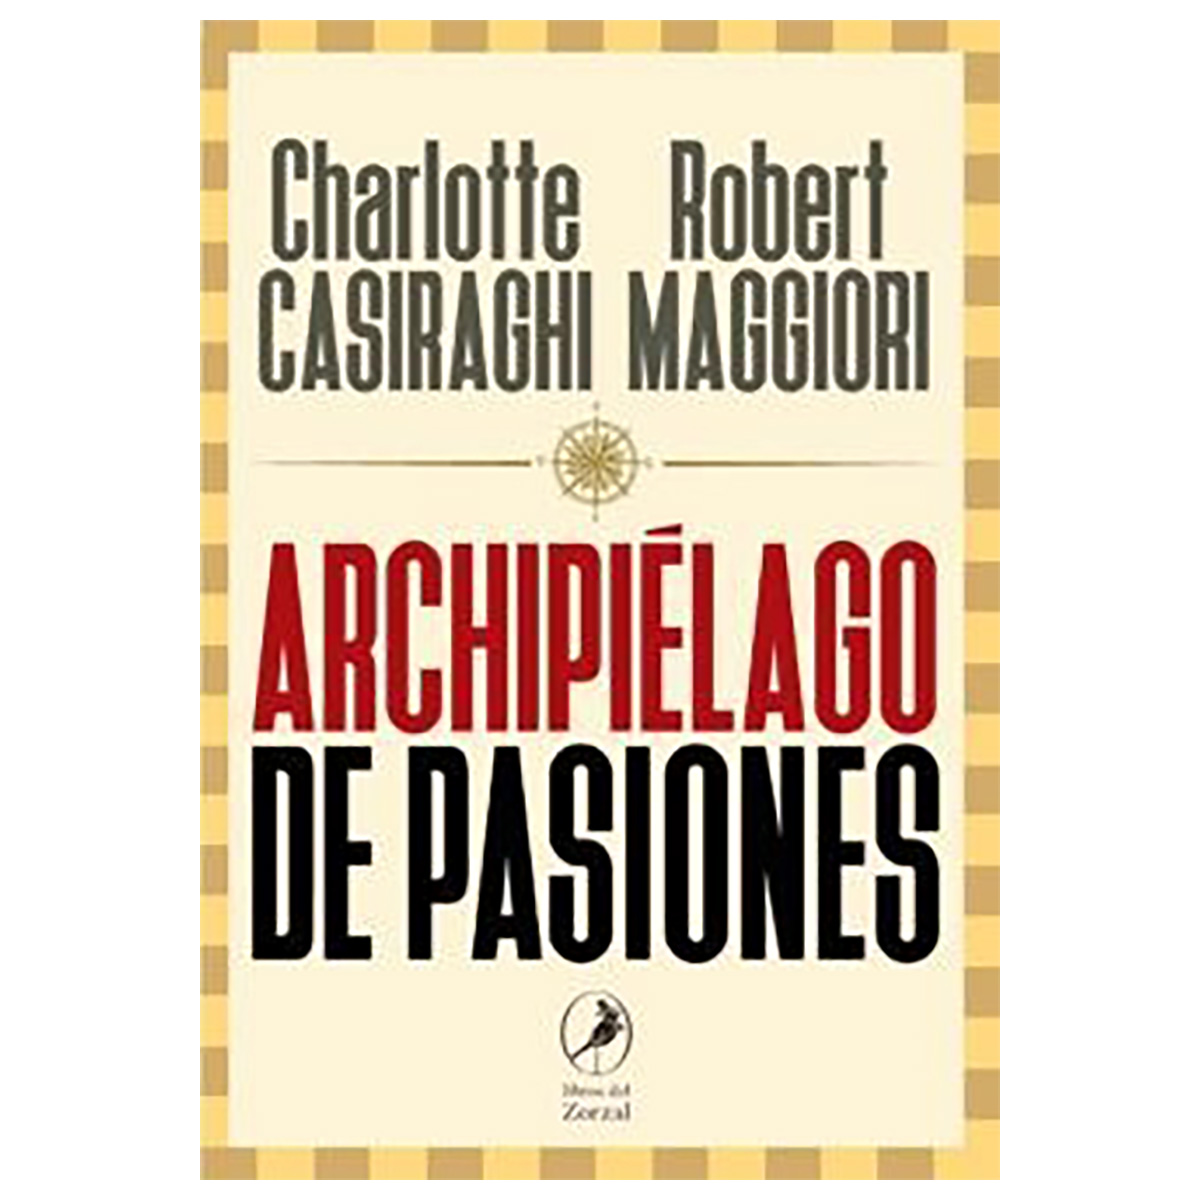 Charlotte Robert
CASIRAGHI MAGGIORI
ARCHIPIÉLAGO
DE PASIONES
libros del
Zorzal